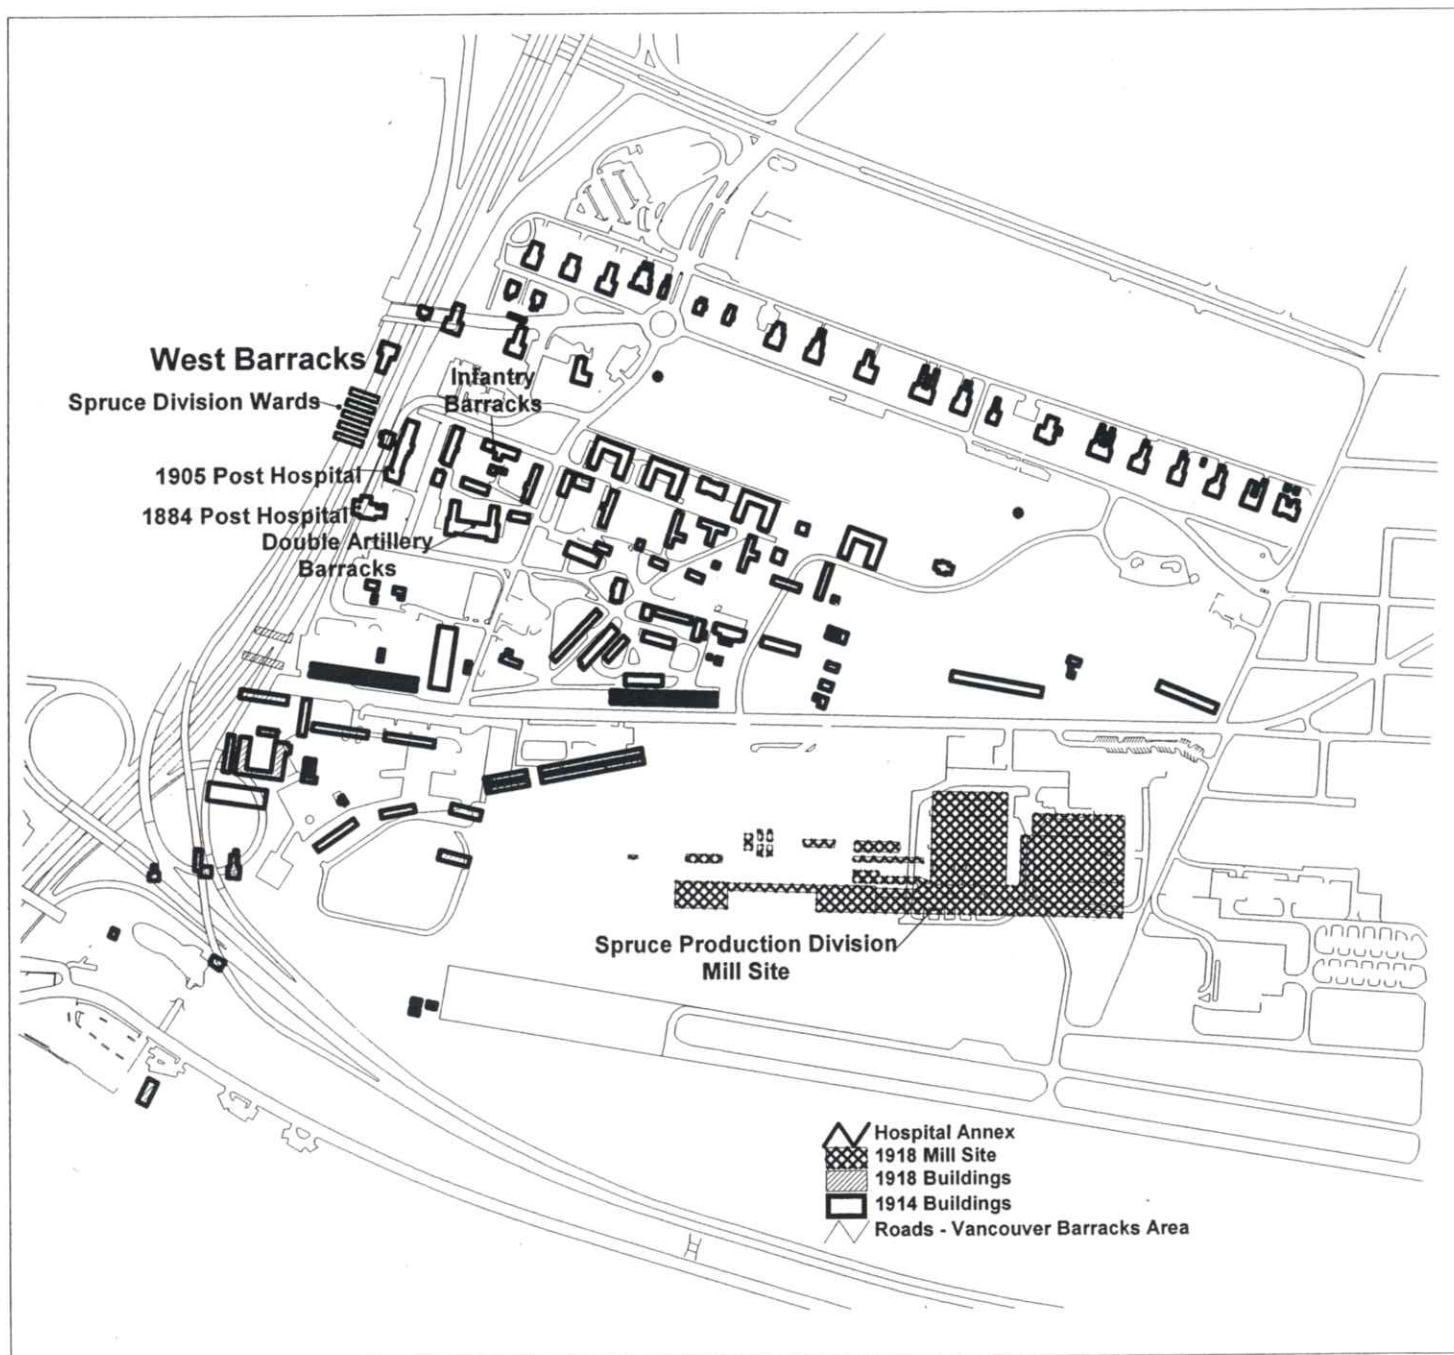 West Barracks
Infantry
Barracks
Spruce Division Wards
1905 Post Hospital
1884 Post Hospital
Double Artillery
Barracks
Spruce Production Division
Mill Site
Hospital Annex
1918 Mill Site
1918 Buildings
1914 Buildings
Roads - Vancouver Barracks Area